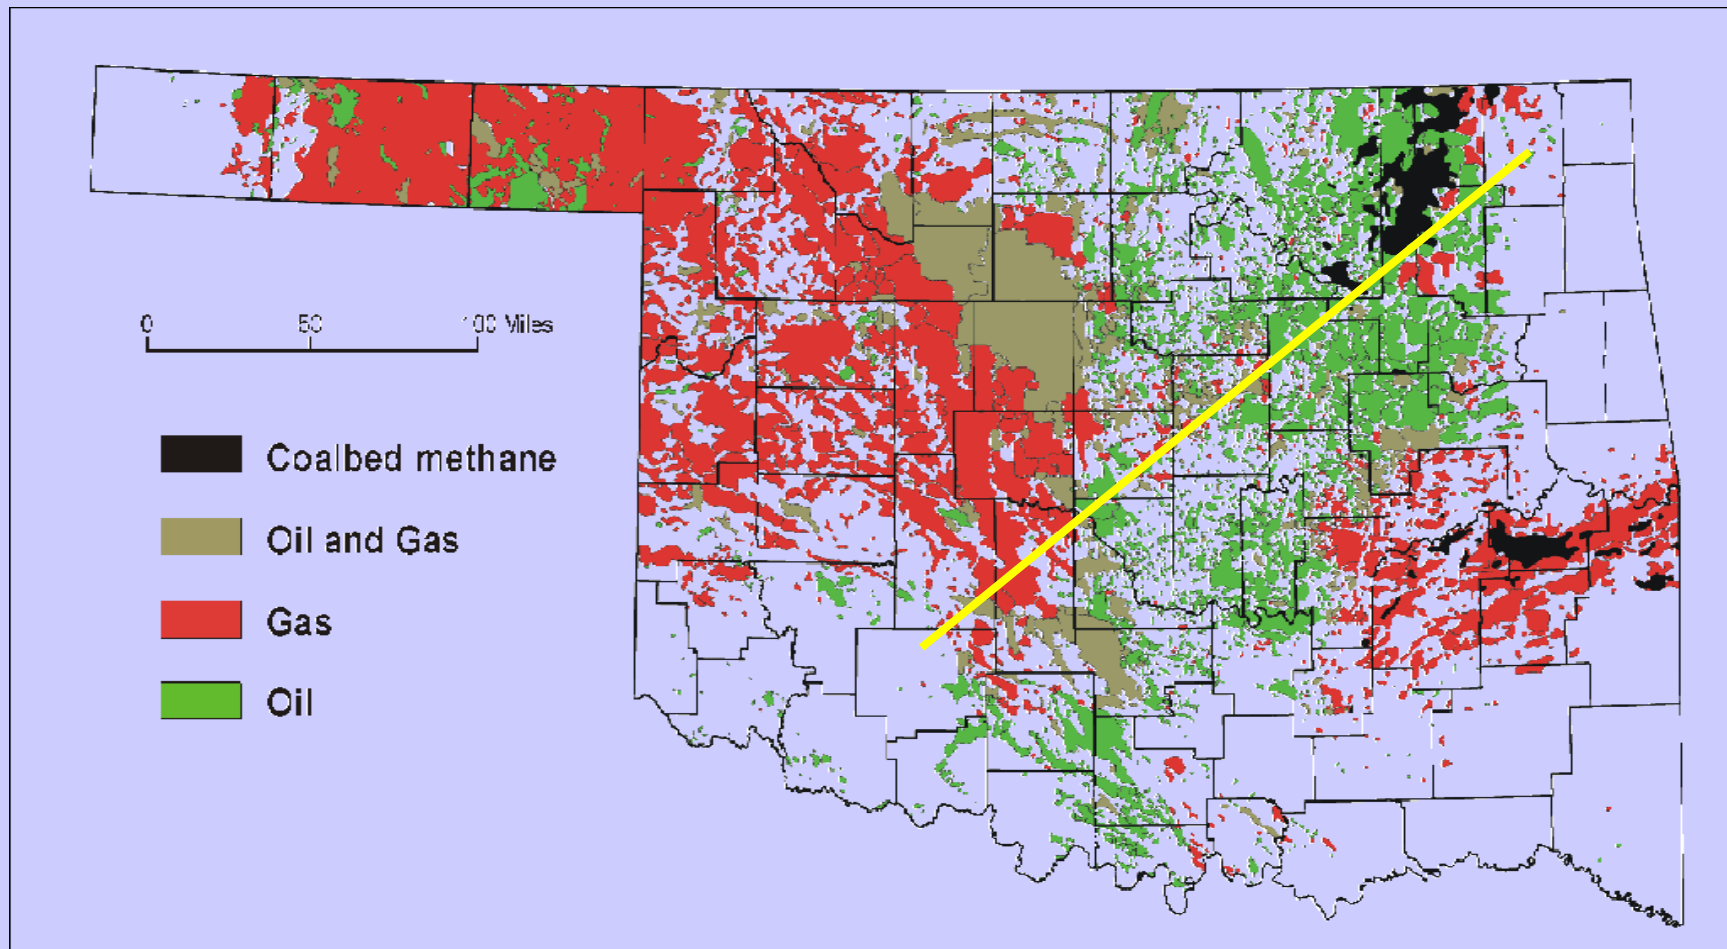 0 50 100 Miles
Coalbed methane
Oil and Gas
Gas
Oil